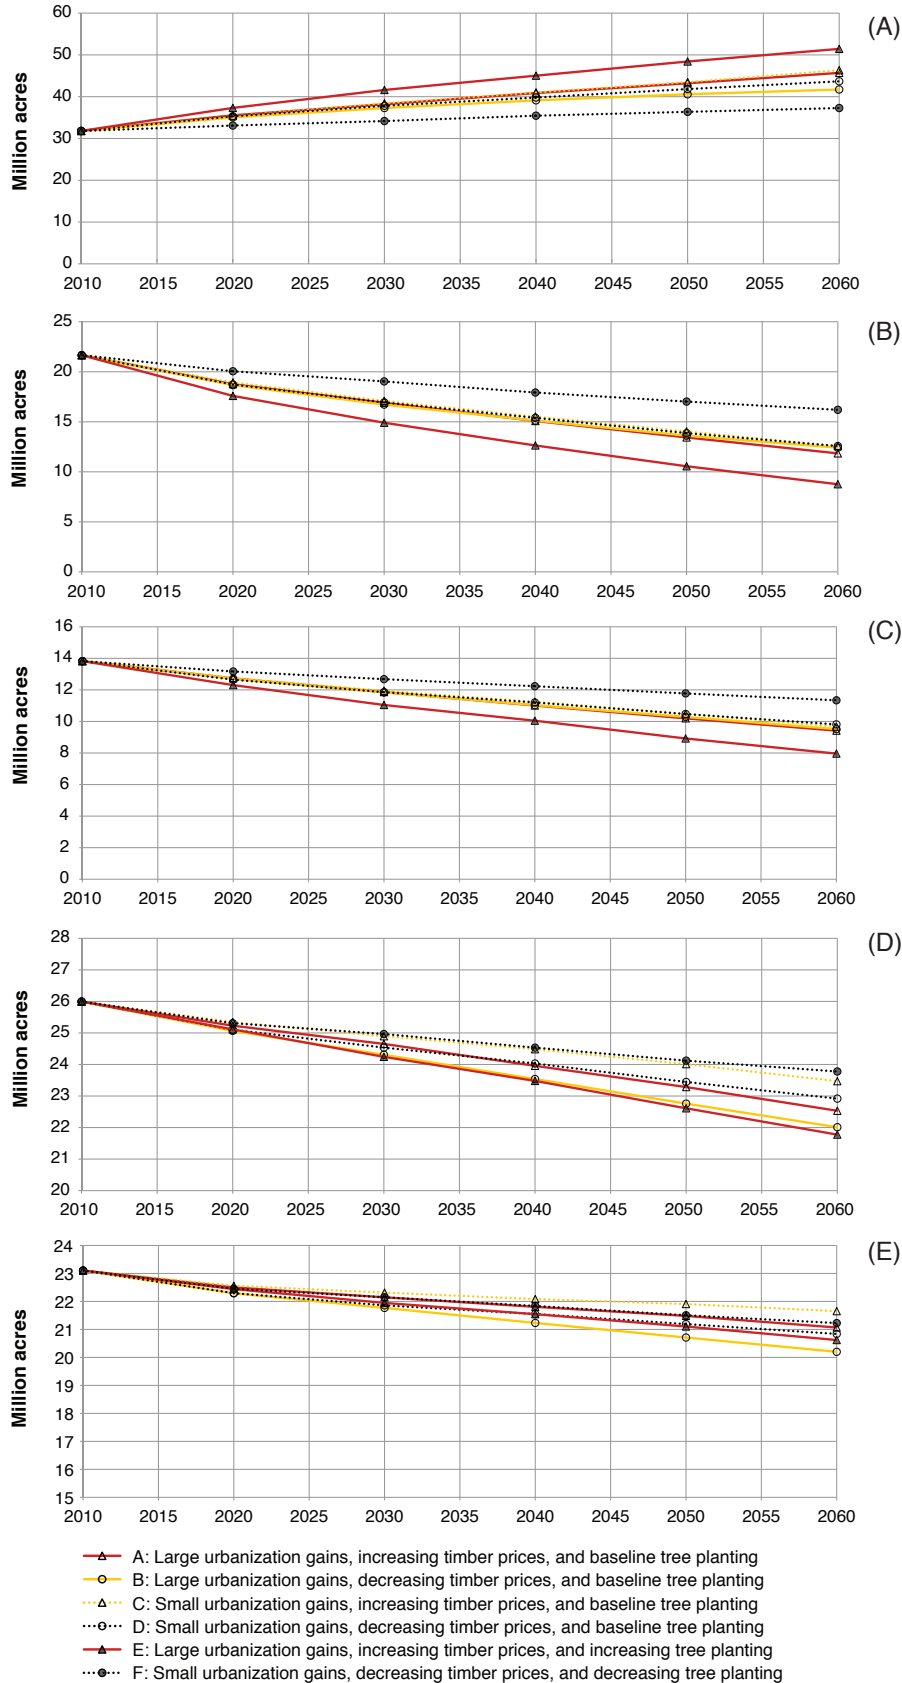 (A)
Million acres
60
50
40
30
20
10
0
2010 2015 2020 2025 2030 2035 2040 2045 2050 2055 2060
(B)
Million acres
25
20
15
10
5
0
2010 2015 2020 2025 2030 2035 2040 2045 2050 2055 2060
(C)
Million acres
16
14
12
10
8
6
4
2
0
2010 2015 2020 2025 2030 2035 2040 2045 2050 2055 2060
(D)
Million acres
28
27
26
25
24
23
22
21
20
2010 2015 2020 2025 2030 2035 2040 2045 2050 2055 2060
(E)
Million acres
24
23
22
21
20
19
18
17
16
15
2010 2015 2020 2025 2030 2035 2040 2045 2050 2055 2060
A: Large urbanization gains, increasing timber prices, and baseline tree planting
B: Large urbanization gains, decreasing timber prices, and baseline tree planting
C: Small urbanization gains, increasing timber prices, and baseline tree planting
D: Small urbanization gains, decreasing timber prices, and baseline tree planting
E: Large urbanization gains, increasing timber prices, and increasing tree planting
F: Small urbanization gains, decreasing timber prices, and decreasing tree planting